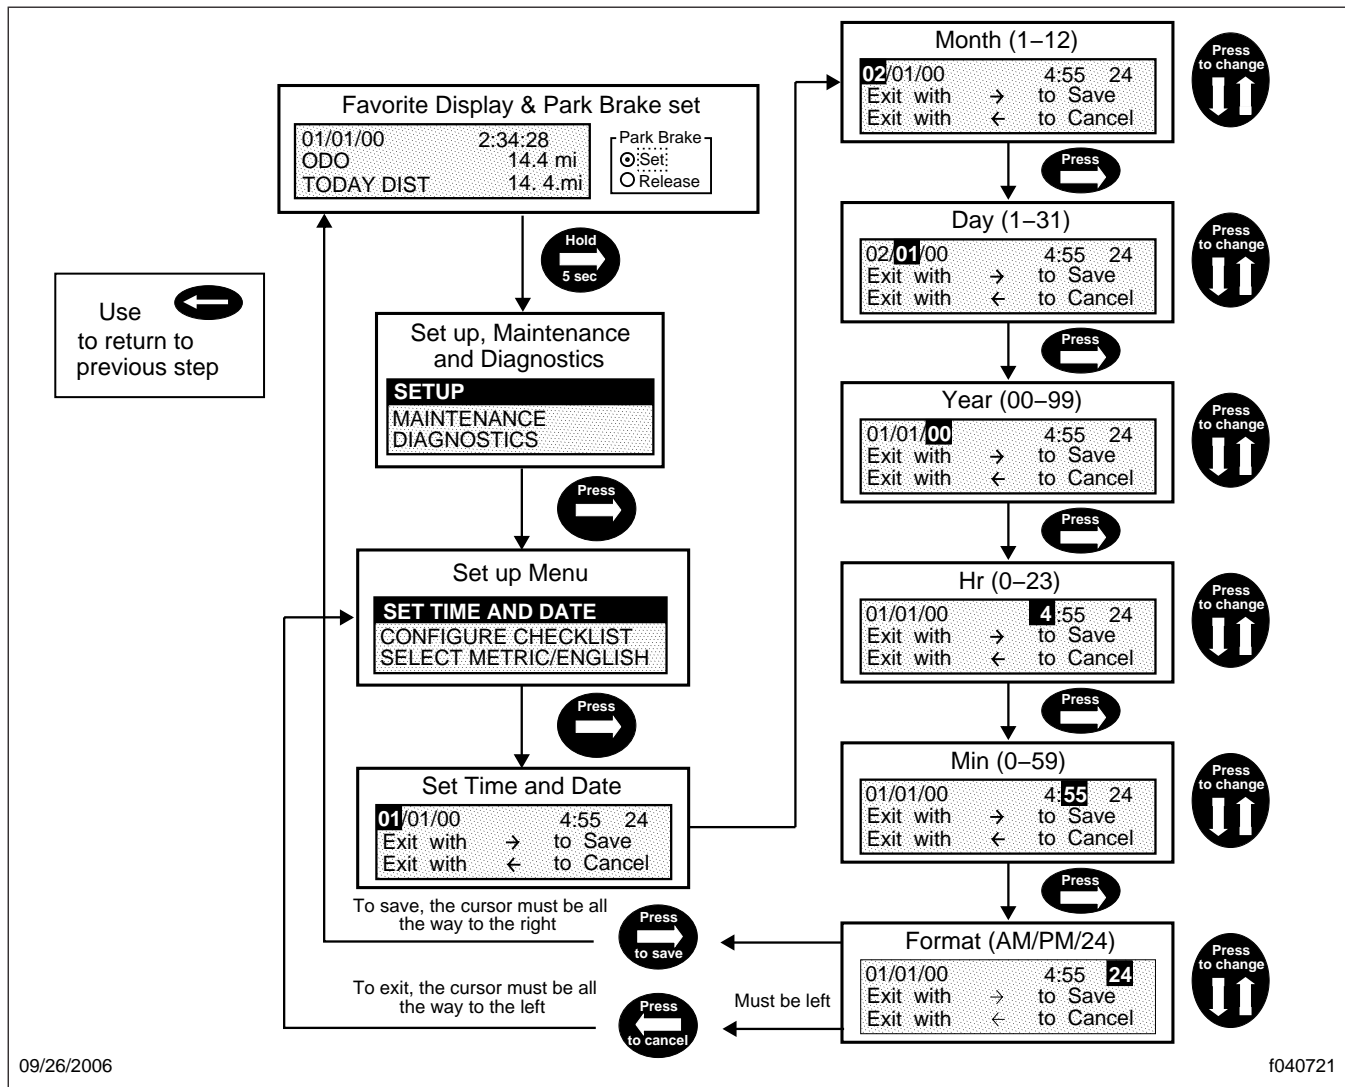 Favorite Display & Park Brake set
01/01/00 2:34:28
ODO 14.4 mi
TODAY DIST 14. 4.mi
Park Brake
Set
Release
Hold
5 sec
Use
to return to
previous step
Set up, Maintenance
and Diagnostics
SETUP
MAINTENANCE
DIAGNOSTICS
Press
Set up Menu
SET TIME AND DATE
CONFIGURE CHECKLIST
SELECT METRIC/ENGLISH
Press
Set Time and Date
01/01/00 4:55 24
Exit with → to Save
Exit with ← to Cancel
Month (1–12)
02/01/00 4:55 24
Exit with → to Save
Exit with ← to Cancel
Press
to change
Press
Day (1–31)
02/01/00 4:55 24
Exit with → to Save
Exit with ← to Cancel
Press
to change
Press
Year (00–99)
01/01/00 4:55 24
Exit with → to Save
Exit with ← to Cancel
Press
to change
Press
Hr (0–23)
01/01/00 4:55 24
Exit with → to Save
Exit with ← to Cancel
Press
to change
Press
Min (0–59)
01/01/00 4:55 24
Exit with → to Save
Exit with ← to Cancel
Press
to change
Press
Format (AM/PM/24)
01/01/00 4:55 24
Exit with → to Save
Exit with ← to Cancel
Press
to change
To save, the cursor must be all
the way to the right
Press
to save
To exit, the cursor must be all
the way to the left
Press
to cancel
Must be left
09/26/2006
f040721